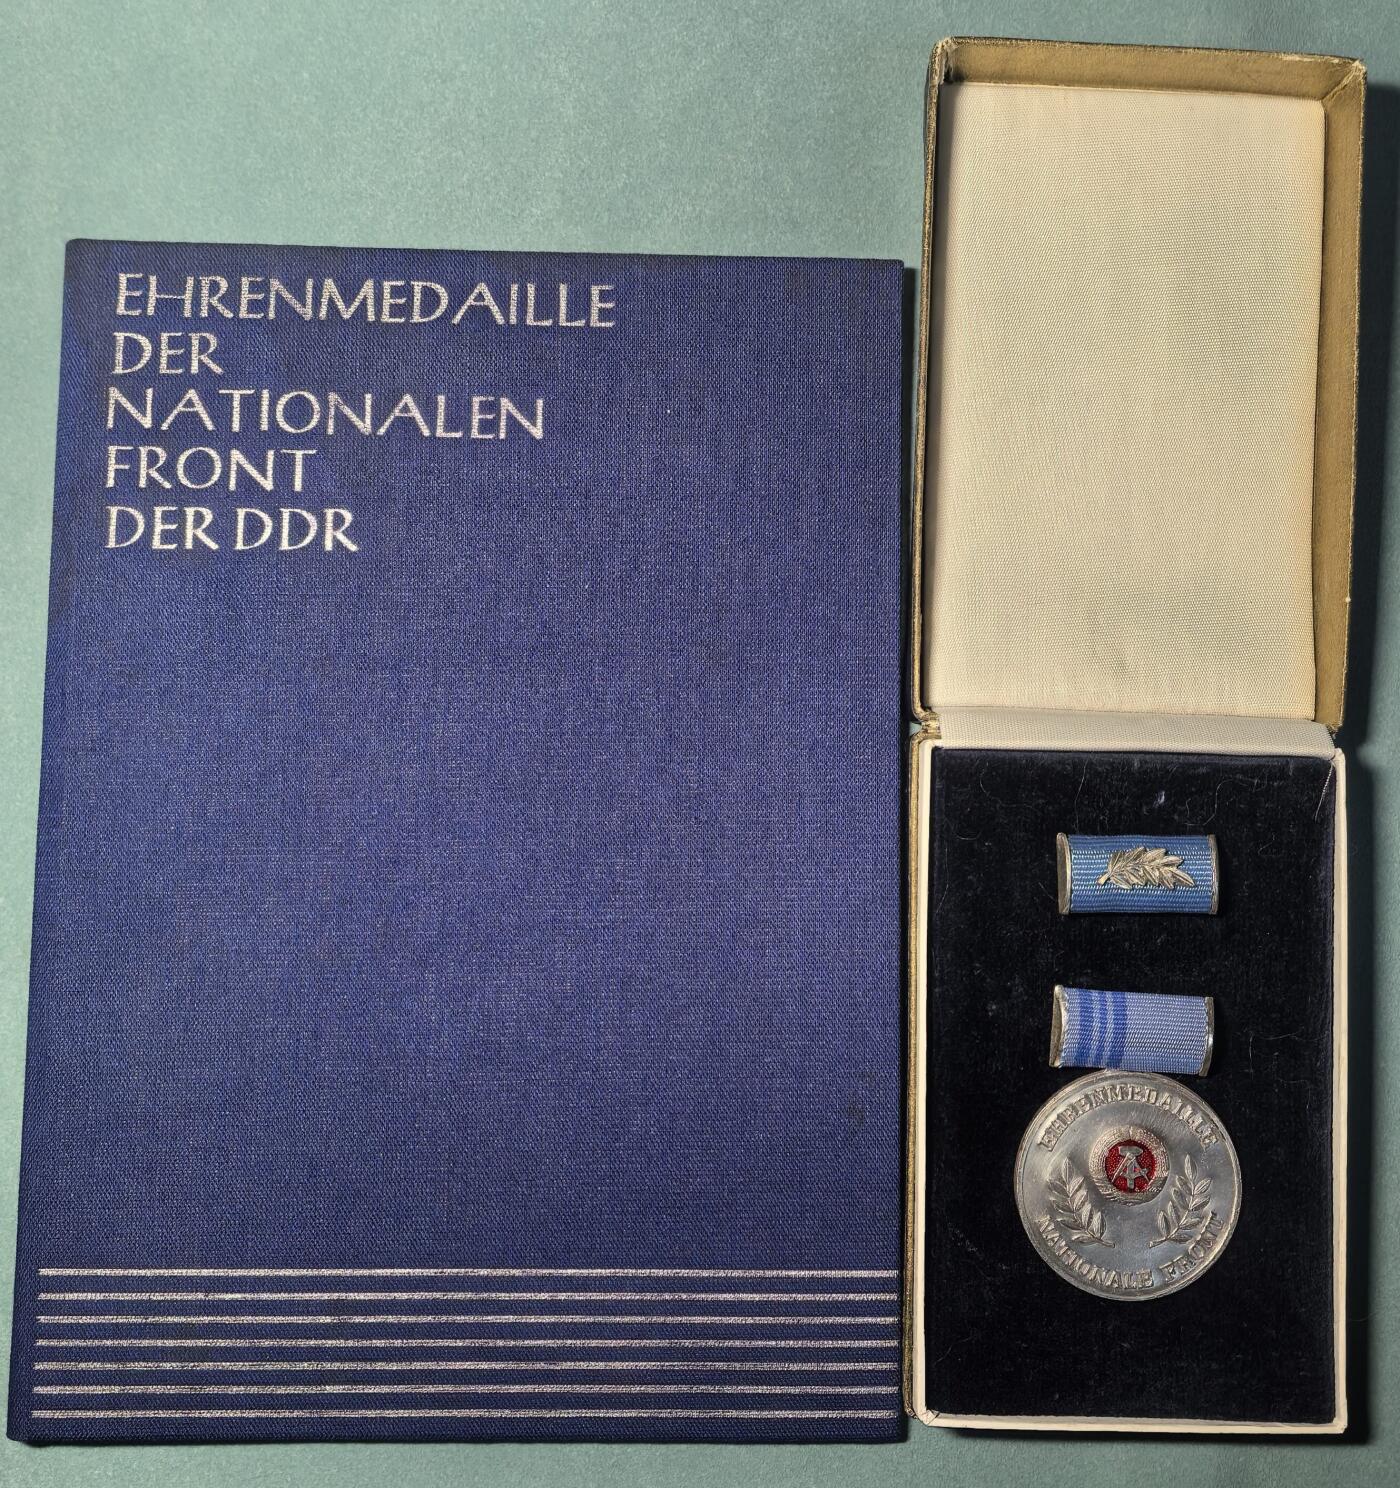 EHRENMEDAILLE
DER
NATIONALEN
FRONT
DER DDR
EHRENMEDAILLE
NATIONALE FRONT